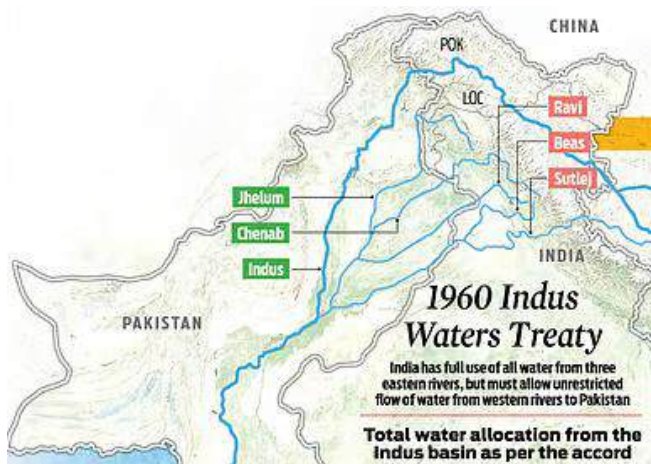 CHINA
POK
LOC
Ravi
Beas
Sutlej
Jhelum
Chenab
Indus
INDIA
PAKISTAN
1960 Indus
Waters Treaty
India has full use of all water from three
eastern rivers, but must allow unrestricted
flow of water from western rivers to Pakistan
Total water allocation from the
Indus basin as per the accord